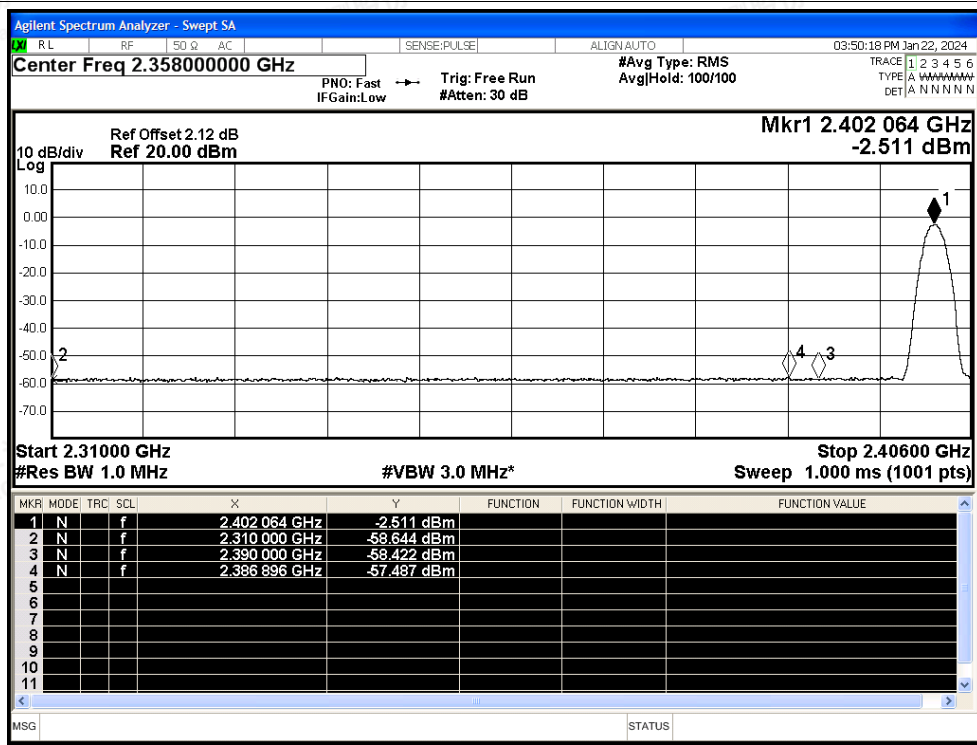 Agilent Spectrum Analyzer - Swept SA
LXI RL RF 50 Ω AC SENSE:PULSE ALIGN AUTO 03:50:18 PM Jan 22, 2024
Center Freq 2.358000000 GHz
PNO: Fast Trig: Free Run
IFGain:Low #Atten: 30 dB
#Avg Type: RMS
Avg|Hold: 100/100
TRACE 1 2 3 4 5 6
TYPE A WWWWW
DET A N N N N N
Mkr1 2.402 064 GHz
-2.511 dBm
Ref Offset 2.12 dB
10 dB/div Ref 20.00 dBm
Log
10.0
0.00
-10.0
-20.0
-30.0
-40.0
-50.0
-60.0
-70.0
1
2
4 3
Start 2.31000 GHz Stop 2.40600 GHz
#Res BW 1.0 MHz #VBW 3.0 MHz* Sweep 1.000 ms (1001 pts)
MKR MODE TRC SCL X Y FUNCTION FUNCTION WIDTH FUNCTION VALUE
1 N f 2.402 064 GHz -2.511 dBm
2 N f 2.310 000 GHz -58.644 dBm
3 N f 2.390 000 GHz -58.422 dBm
4 N f 2.386 896 GHz -57.487 dBm
5
6
7
8
9
10
11
MSG STATUS